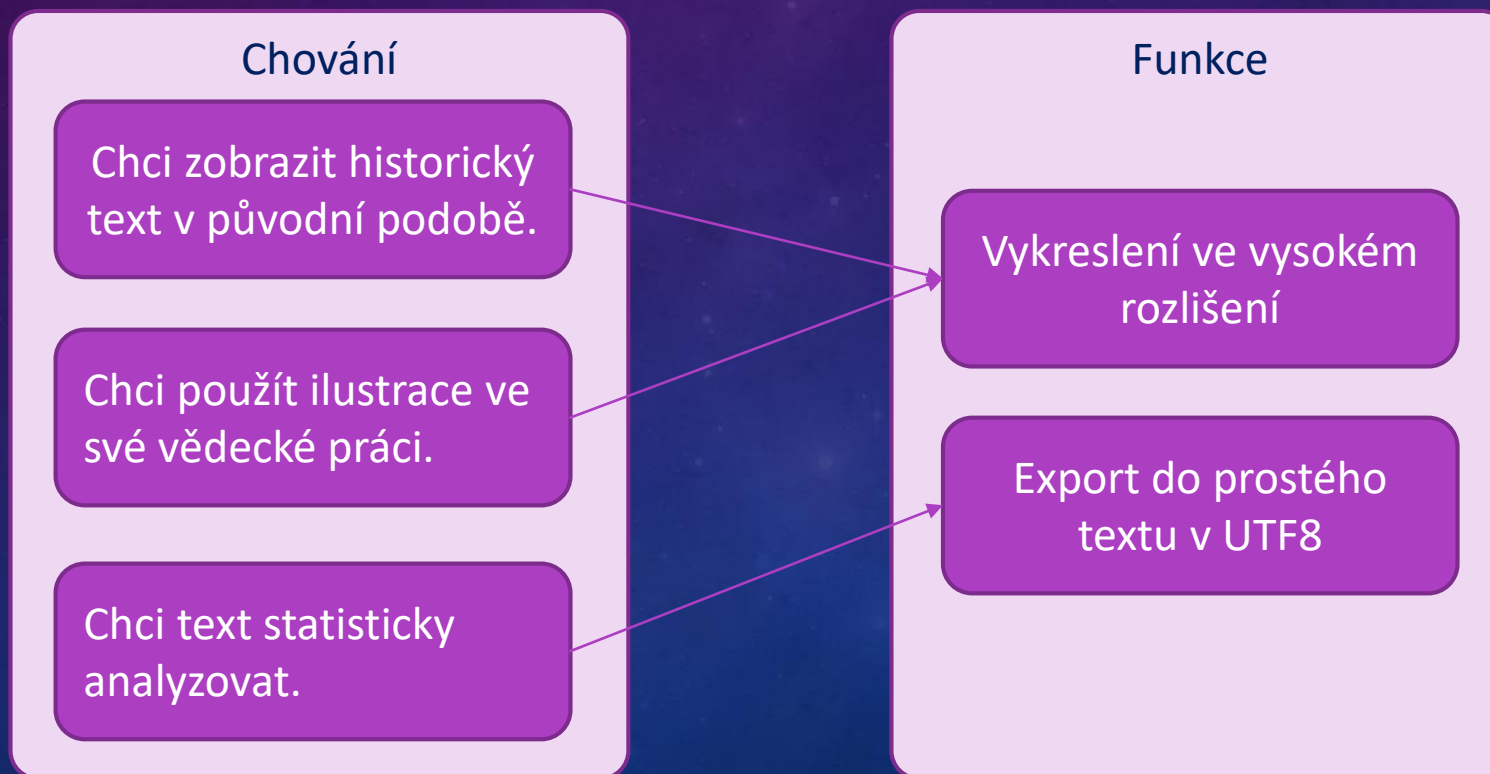 Chování
Chci zobrazit historický
text v původní podobě.
Chci použít ilustrace ve
své vědecké práci.
Chci text statisticky
analyzovat.
Funkce
Vykreslení ve vysokém
rozlišení
Export do prostého
textu v UTF8